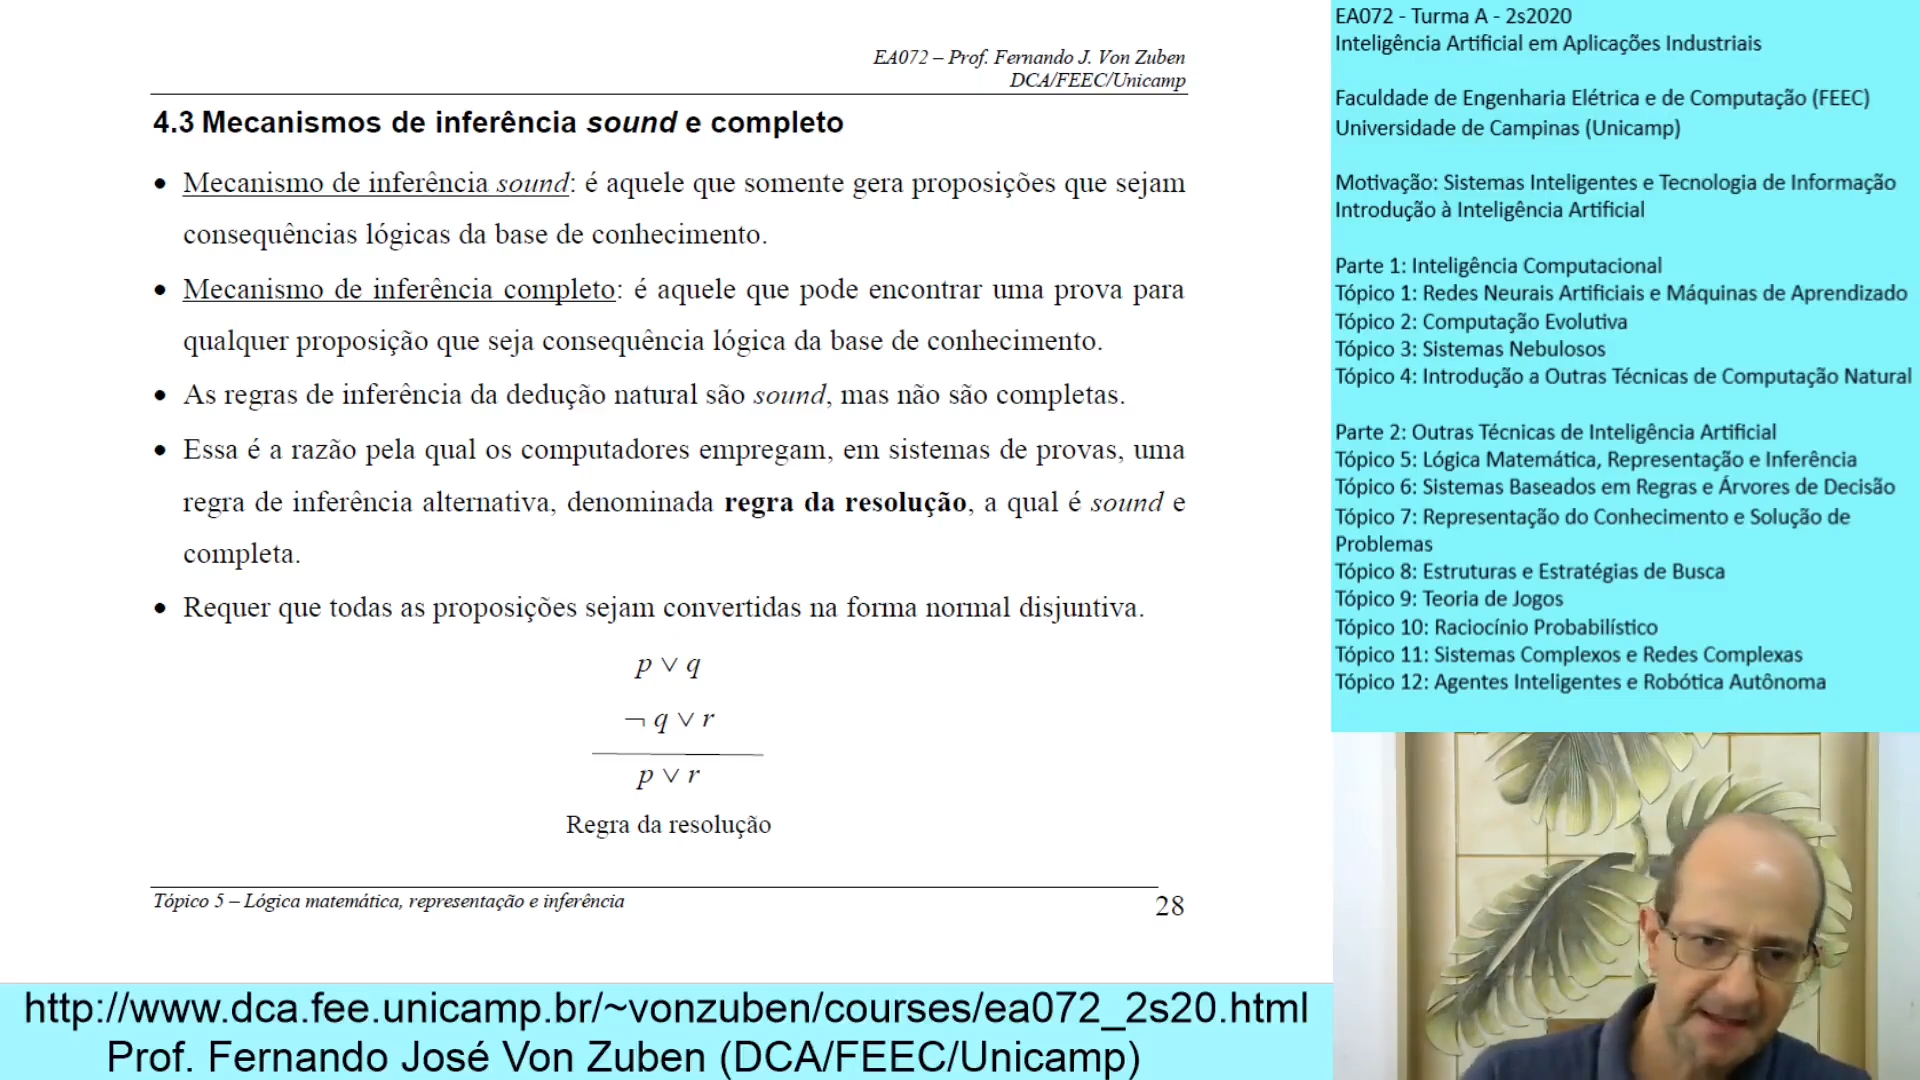 EA072 – Prof. Fernando J. Von Zuben
DCA/FEEC/Unicamp
4.3 Mecanismos de inferência sound e completo
• Mecanismo de inferência sound: é aquele que somente gera proposições que sejam
consequências lógicas da base de conhecimento.
• Mecanismo de inferência completo: é aquele que pode encontrar uma prova para
qualquer proposição que seja consequência lógica da base de conhecimento.
• As regras de inferência da dedução natural são sound, mas não são completas.
• Essa é a razão pela qual os computadores empregam, em sistemas de provas, uma
regra de inferência alternativa, denominada regra da resolução, a qual é sound e
completa.
• Requer que todas as proposições sejam convertidas na forma normal disjuntiva.
p ∨ q
¬ q ∨ r
p ∨ r
Regra da resolução
Tópico 5 – Lógica matemática, representação e inferência
28
EA072 - Turma A - 2s2020
Inteligência Artificial em Aplicações Industriais
Faculdade de Engenharia Elétrica e de Computação (FEEC)
Universidade de Campinas (Unicamp)
Motivação: Sistemas Inteligentes e Tecnologia de Informação
Introdução à Inteligência Artificial
Parte 1: Inteligência Computacional
Tópico 1: Redes Neurais Artificiais e Máquinas de Aprendizado
Tópico 2: Computação Evolutiva
Tópico 3: Sistemas Nebulosos
Tópico 4: Introdução a Outras Técnicas de Computação Natural
Parte 2: Outras Técnicas de Inteligência Artificial
Tópico 5: Lógica Matemática, Representação e Inferência
Tópico 6: Sistemas Baseados em Regras e Árvores de Decisão
Tópico 7: Representação do Conhecimento e Solução de
Problemas
Tópico 8: Estruturas e Estratégias de Busca
Tópico 9: Teoria de Jogos
Tópico 10: Raciocínio Probabilístico
Tópico 11: Sistemas Complexos e Redes Complexas
Tópico 12: Agentes Inteligentes e Robótica Autônoma
http://www.dca.fee.unicamp.br/~vonzuben/courses/ea072_2s20.html
Prof. Fernando José Von Zuben (DCA/FEEC/Unicamp)